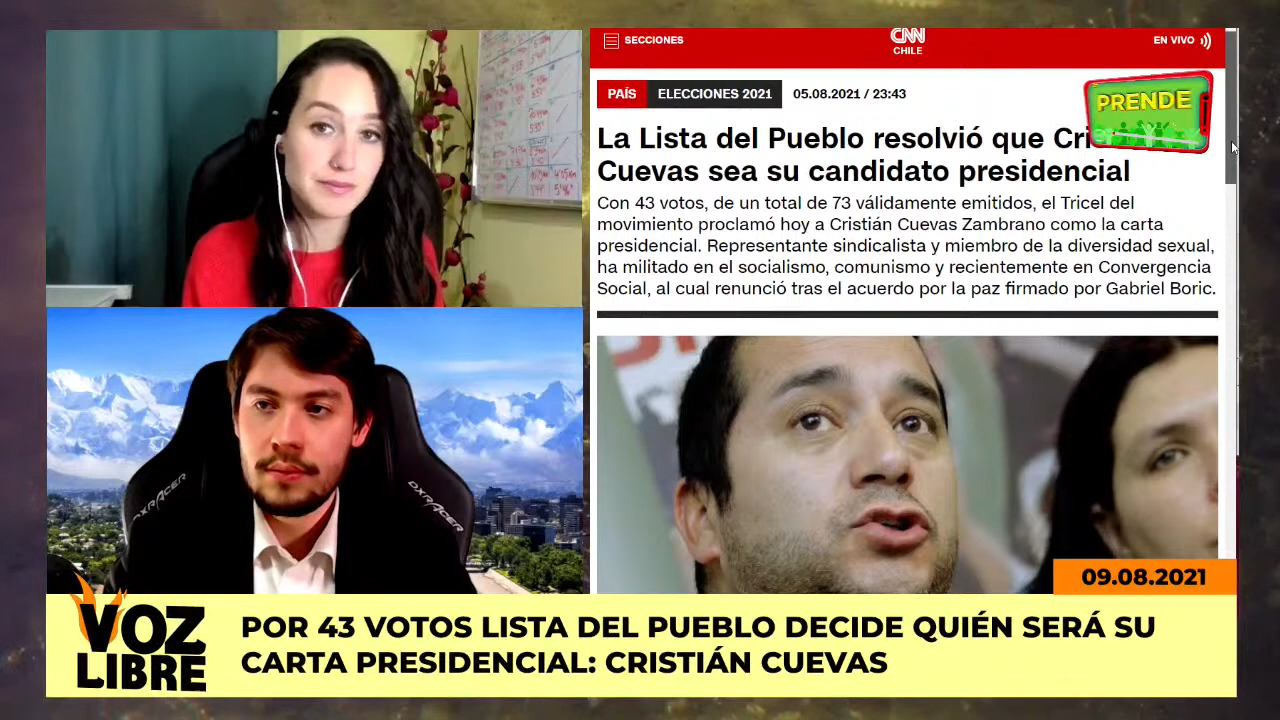 SECCIONES
CNN
CHILE
EN VIVO
PAÍS ELECCIONES 2021 05.08.2021 / 23:43
PRENDE
La Lista del Pueblo resolvió que
Cuevas sea su candidato presidencial
Con 43 votos, de un total de 73 válidamente emitidos, el Tricel del
movimiento proclamó hoy a Cristián Cuevas Zambrano como la carta
presidencial. Representante sindicalista y miembro de la diversidad sexual,
ha militado en el socialismo, comunismo y recientemente en Convergencia
Social, al cual renunció tras el acuerdo por la paz firmado por Gabriel Boric.
DXRACER
DXRACER
09.08.2021
VOZ
LIBRE
POR 43 VOTOS LISTA DEL PUEBLO DECIDE QUIÉN SERÁ SU
CARTA PRESIDENCIAL: CRISTIÁN CUEVAS